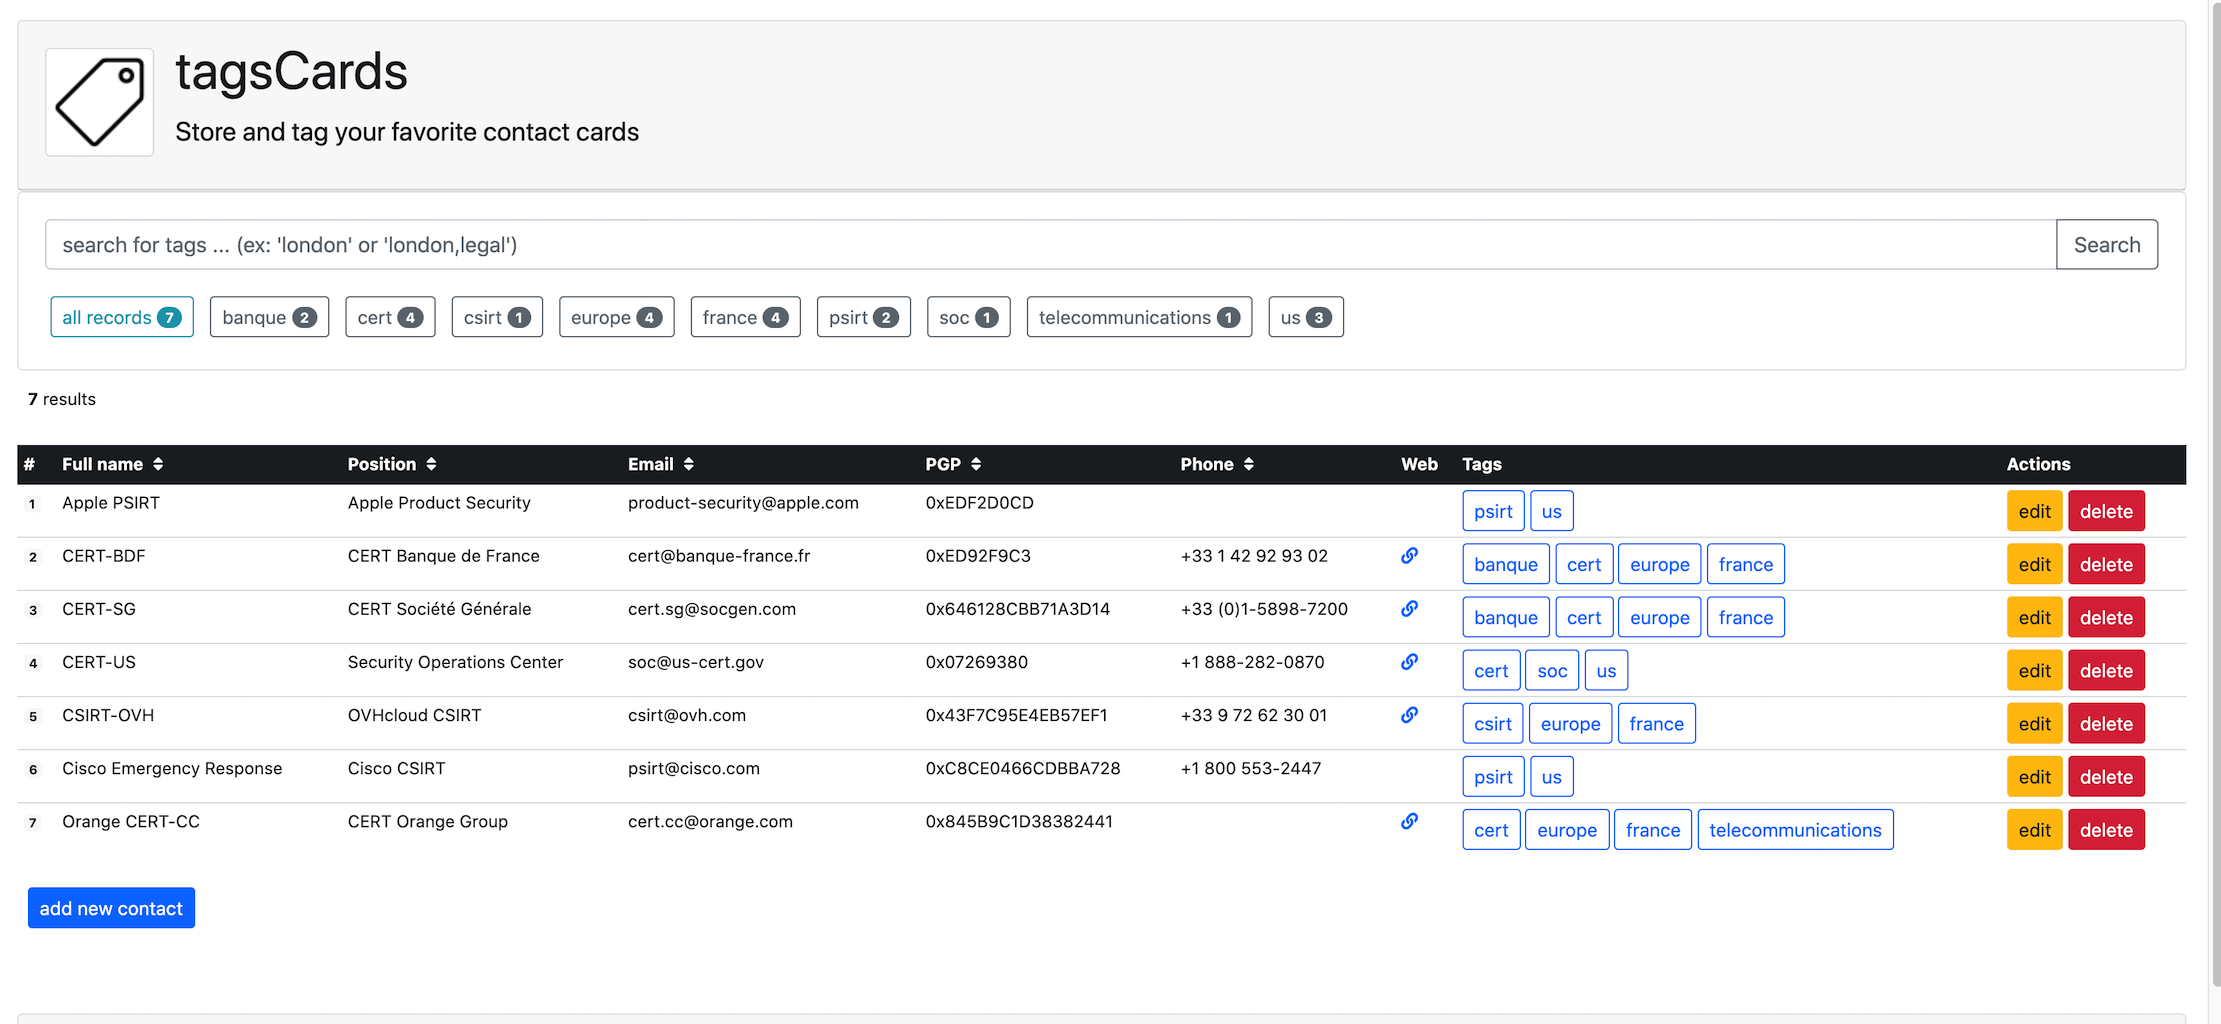 tagsCards
Store and tag your favorite contact cards
search for tags ... (ex: 'london' or 'london,legal') Search
all records 7 banque 2 cert 4 csirt 1 europe 4 france 4 psirt 2 soc 1 telecommunications 1 us 3
7 results
# Full name Position Email PGP Phone Web Tags Actions
1 Apple PSIRT Apple Product Security product-security@apple.com 0xEDF2D0CD psirt us edit delete
2 CERT-BDF CERT Banque de France cert@banque-france.fr 0xED92F9C3 +33 1 42 92 93 02 banque cert europe france edit delete
3 CERT-SG CERT Société Générale cert.sg@socgen.com 0x646128CBB71A3D14 +33 (0)1-5898-7200 banque cert europe france edit delete
4 CERT-US Security Operations Center soc@us-cert.gov 0x07269380 +1 888-282-0870 cert soc us edit delete
5 CSIRT-OVH OVHcloud CSIRT csirt@ovh.com 0x43F7C95E4EB57EF1 +33 9 72 62 30 01 csirt europe france edit delete
6 Cisco Emergency Response Cisco CSIRT psirt@cisco.com 0xC8CE0466CDBBA728 +1 800 553-2447 psirt us edit delete
7 Orange CERT-CC CERT Orange Group cert.cc@orange.com 0x845B9C1D38382441 cert europe france telecommunications edit delete
add new contact